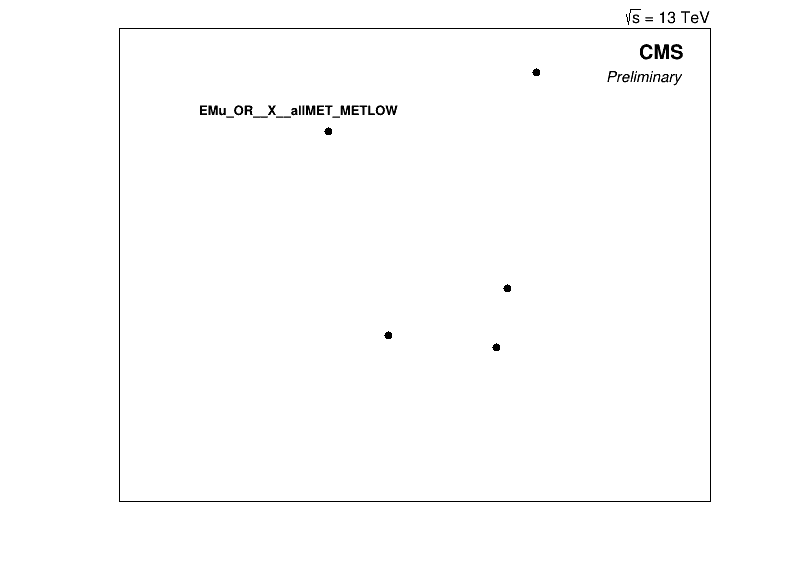 √s = 13 TeV
CMS
Preliminary
EMu_OR__X__allMET_METLOW